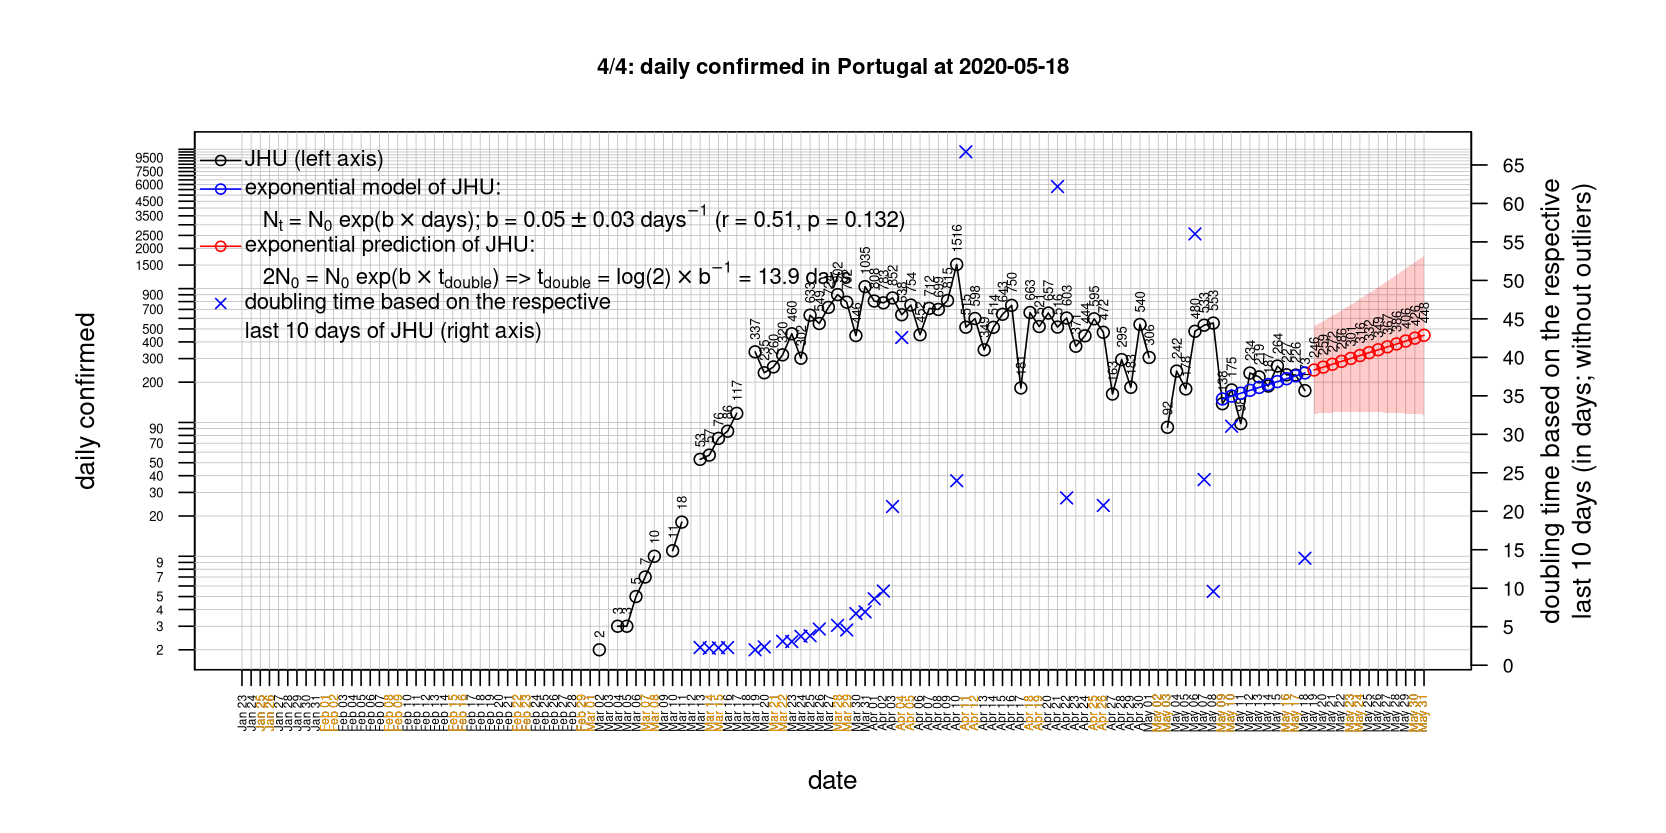 4/4: daily confirmed in Portugal at 2020-05-18
JHU (left axis)
exponential model of JHU:
Nt = N0 exp(b × days); b = 0.05 ± 0.03 days−1 (r = 0.51, p = 0.132)
exponential prediction of JHU:
2N0 = N0 exp(b × tdouble) => tdouble = log(2) × b−1 = 13.9 days
doubling time based on the respective
last 10 days of JHU (right axis)
daily confirmed
9500
7500
6000
4500
3500
2500
2000
1500
900
700
500
400
300
200
90
70
50
40
30
20
9
7
5
4
3
2
65
60
55
50
45
40
35
30
25
20
15
10
5
0
doubling time based on the respective
last 10 days (in days; without outliers)
2
3
3
5
7
10
11
18
53
57
76
86
117
337
235
260
320
460
302
633
549
446
1035
808
783
852
638
754
452
712
699
815
1516
515
598
349
514
643
750
181
663
521
657
516
603
371
444
595
472
163
295
183
540
306
92
242
178
480
533
553
138
175
98
234
219
187
264
227
226
246
259
272
286
301
316
332
349
367
386
406
426
448
Jan 23
Jan 24
Jan 25
Jan 26
Jan 27
Jan 28
Jan 29
Jan 30
Jan 31
Feb 01
Feb 02
Feb 03
Feb 04
Feb 05
Feb 06
Feb 07
Feb 08
Feb 09
Feb 10
Feb 11
Feb 12
Feb 13
Feb 14
Feb 15
Feb 16
Feb 17
Feb 18
Feb 19
Feb 20
Feb 21
Feb 22
Feb 23
Feb 24
Feb 25
Feb 26
Feb 27
Feb 28
Feb 29
Mar 01
Mar 02
Mar 03
Mar 04
Mar 05
Mar 06
Mar 07
Mar 08
Mar 09
Mar 10
Mar 11
Mar 12
Mar 13
Mar 14
Mar 15
Mar 16
Mar 17
Mar 18
Mar 19
Mar 20
Mar 21
Mar 22
Mar 23
Mar 24
Mar 25
Mar 26
Mar 27
Mar 28
Mar 29
Mar 30
Mar 31
Apr 01
Apr 02
Apr 03
Apr 04
Apr 05
Apr 06
Apr 07
Apr 08
Apr 09
Apr 10
Apr 11
Apr 12
Apr 13
Apr 14
Apr 15
Apr 16
Apr 17
Apr 18
Apr 19
Apr 20
Apr 21
Apr 22
Apr 23
Apr 24
Apr 25
Apr 26
Apr 27
Apr 28
Apr 29
Apr 30
May 01
May 02
May 03
May 04
May 05
May 06
May 07
May 08
May 09
May 10
May 11
May 12
May 13
May 14
May 15
May 16
May 17
May 18
May 19
May 20
May 21
May 22
May 23
May 24
May 25
May 26
May 27
May 28
May 29
May 30
May 31
date